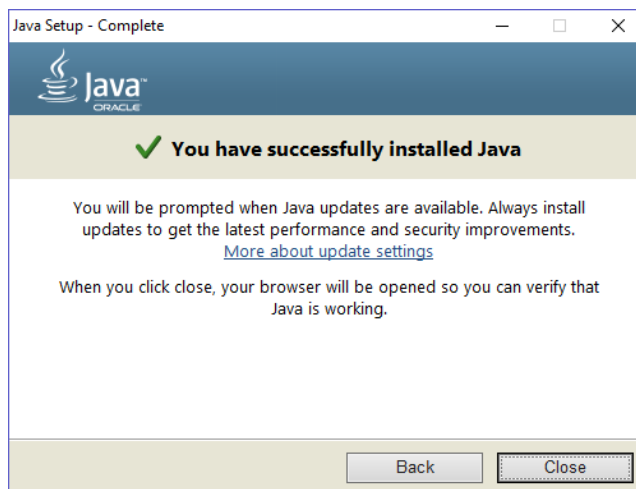 Java Setup - Complete
Java™
ORACLE
You have successfully installed Java
You will be prompted when Java updates are available. Always install
updates to get the latest performance and security improvements.
More about update settings
When you click close, your browser will be opened so you can verify that
Java is working.
Back
Close